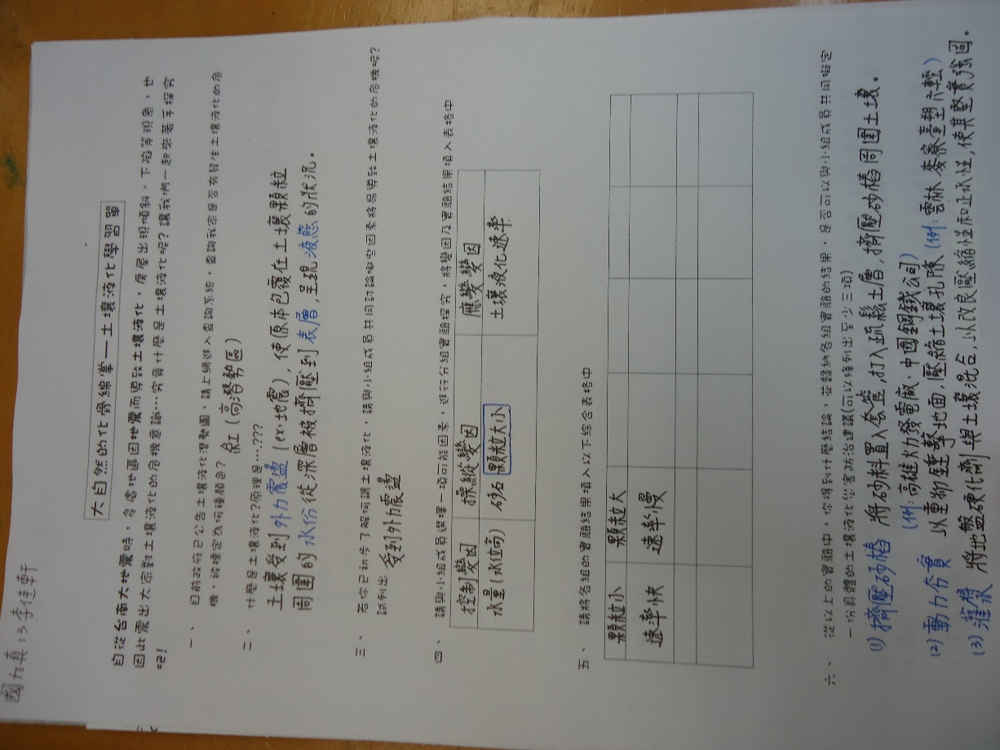 國九真13李佳軒
大自然的化骨綿掌—土壤液化學習單
自從台南大地震時，今處地區因地震而導致土壤液化，房屋出現傾斜、下陷等現象，也
因此震出大家對土壤液化的危機意識…究竟什麼是土壤液化呢？讓我們一起來著手探究
吧！
一、 目前政府已公告土壤液化潛勢圖，請上網進入查詢系統，查詢我家是否有發生土壤液化的危
機，被標定為何種顏色？ 紅（高潛勢區）
二、 什麼是土壤液化？原理是…???
土壤受到外力震盪（ex.地震），使原本包覆在土壤顆粒
周圍的水份從深層被擠壓到表層，呈現液態的狀況。
三、 若你已初步了解何謂土壤液化，請與小組成員共同討論哪些因素將易導致土壤液化的危機呢？
試列出 受到外力震盪
四、 請與小組成員選擇一項可能因素，進行分組實驗探究，將變因及實驗結果填入表格中
控制變因 操縱變因 應變變因
水量（水位高） 砂石顆粒大小 土壤液化速率
五、 請將各組的實驗結果填入以下綜合表格中
顆粒小 顆粒大
速率快 速率慢
六、 從以上的實驗中，你得到什麼結論，並歸納各組實驗的結果，是否可以與小組成員共同擬定
一份具體的土壤液化災害防治建議（可以條列出至少三項）
(1) 擠壓砂樁 將砂料置入套管，打入疏鬆土層，擠壓砂樁周圍土壤。
（例：高雄火力發電廠、中國鋼鐵公司）
(2) 動力夯實 以重物錘擊地面，壓縮土壤孔隙（例：雲林麥寮臺塑六輕）
(3) 灌漿 將地盤硬化劑與土壤混合，以改良壓縮性和止水性，使其堅實強固。